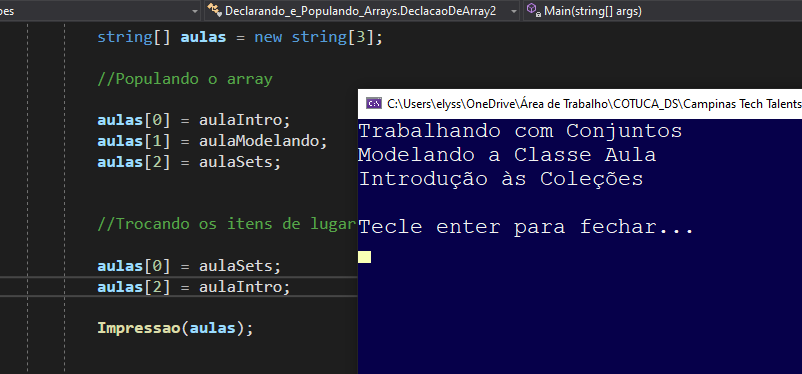 ões
Declarando_e_Populando_Arrays.DeclacaoDeArray2
Main(string[] args)
string[] aulas = new string[3];
//Populando o array
aulas[0] = aulaIntro;
aulas[1] = aulaModelando;
aulas[2] = aulaSets;
//Trocando os itens de lugar
aulas[0] = aulaSets;
aulas[2] = aulaIntro;
Impressao(aulas);
C:\Users\elyss\OneDrive\Área de Trabalho\COTUCA_DS\Campinas Tech Talents
Trabalhando com Conjuntos
Modelando a Classe Aula
Introdução às Coleções
Tecle enter para fechar...